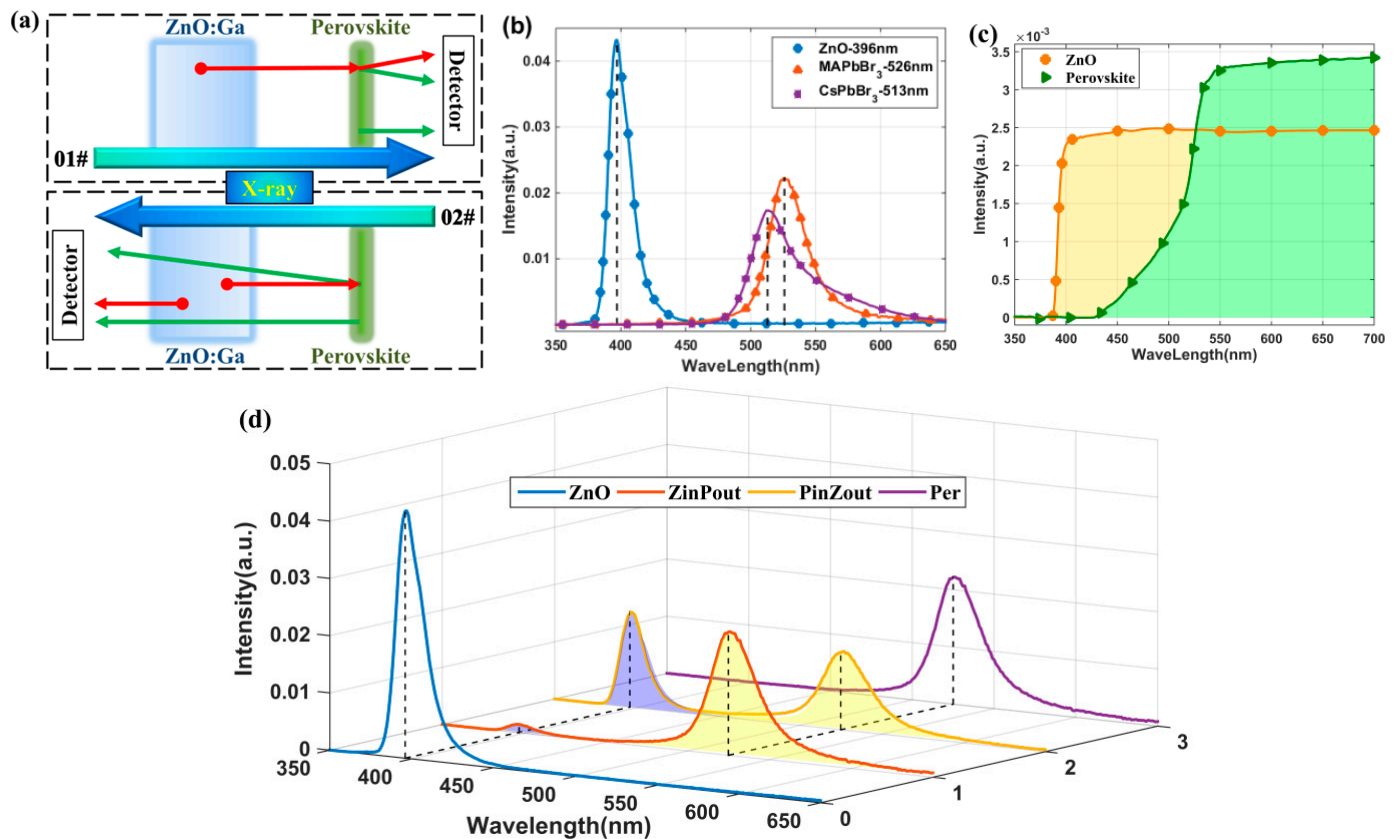 (a)
ZnO:Ga
Perovskite
Detector
01#
X-ray
02#
Detector
ZnO:Ga
Perovskite
(b)
ZnO-396nm
MAPbBr3-526nm
CsPbBr3-513nm
0.04
0.03
0.02
0.01
Intensity(a.u.)
350 400 450 500 550 600 650
WaveLength(nm)
(c)
×10-3
ZnO
Perovskite
3.5
3
2.5
2
1.5
1
0.5
0
Intensity(a.u.)
350 400 450 500 550 600 650 700
WaveLength(nm)
(d)
ZnO ZinPout PinZout Per
0.05
0.04
0.03
0.02
0.01
0
Intensity(a.u.)
350 400 450 500 550 600 650
Wavelength(nm)
0 1 2 3